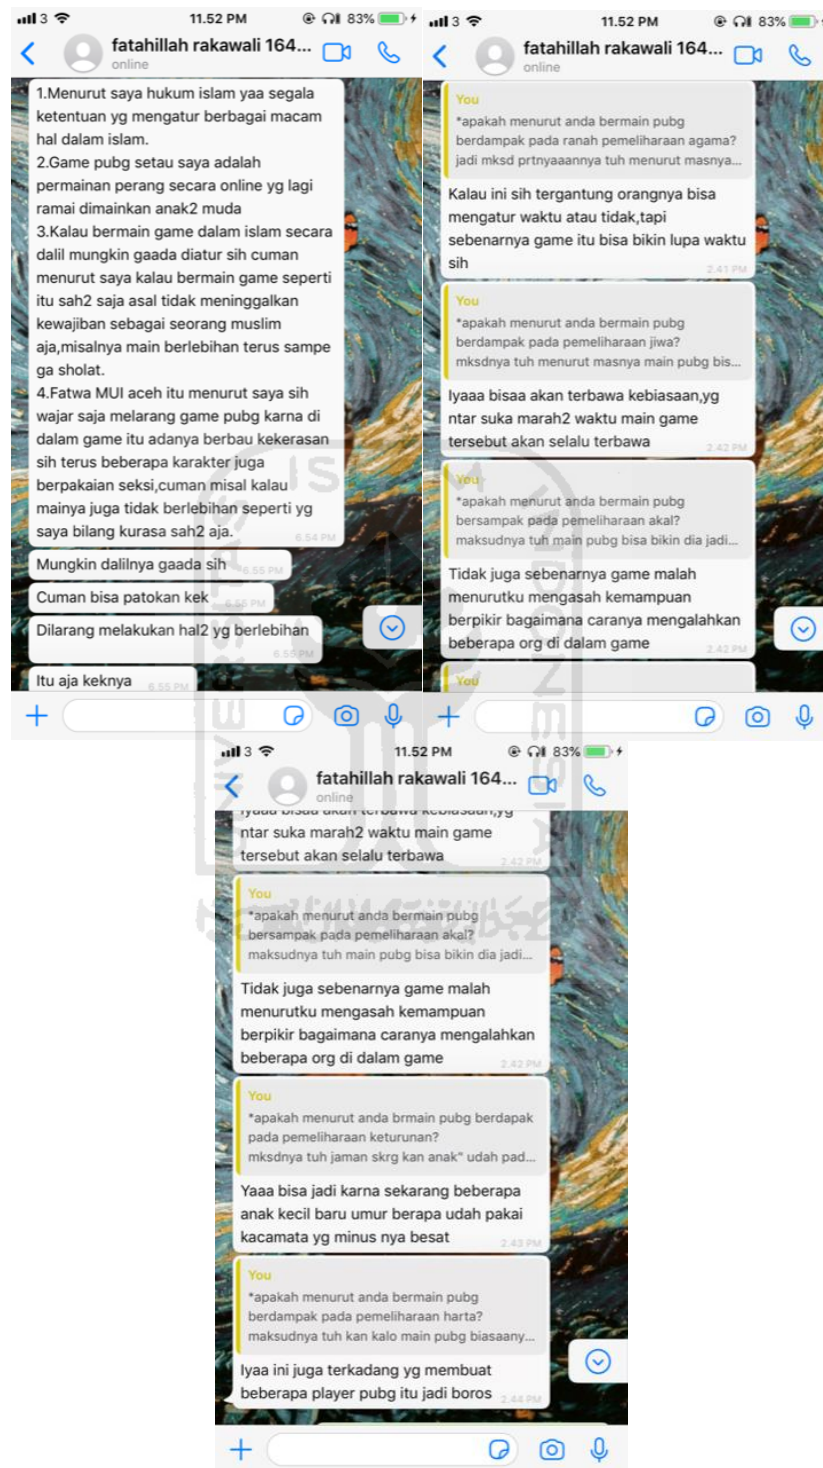 3 11.52 PM 83%
fatahillah rakawali 164...
online
1.Menurut saya hukum islam yaa segala
ketentuan yg mengatur berbagai macam
hal dalam islam.
2.Game pubg setau saya adalah
permainan perang secara online yg lagi
ramai dimainkan anak2 muda
3.Kalau bermain game dalam islam secara
dalil mungkin gaada diatur sih cuman
menurut saya kalau bermain game seperti
itu sah2 saja asal tidak meninggalkan
kewajiban sebagai seorang muslim
aja,misalnya main berlebihan terus sampe
ga sholat.
4.Fatwa MUI aceh itu menurut saya sih
wajar saja melarang game pubg karna di
dalam game itu adanya berbau kekerasan
sih terus beberapa karakter juga
berpakaian seksi,cuman misal kalau
mainya juga tidak berlebihan seperti yg
saya bilang kurasa sah2 aja. 6.54 PM
Mungkin dalilnya gaada sih 6.55 PM
Cuman bisa patokan kek 6.55 PM
Dilarang melakukan hal2 yg berlebihan
6.55 PM
Itu aja keknya 6.55 PM
3 11.52 PM 83%
fatahillah rakawali 164...
online
You
*apakah menurut anda bermain pubg
berdampak pada ranah pemeliharaan agama?
jadi mksd prtnyaaannya tuh menurut masnya...
Kalau ini sih tergantung orangnya bisa
mengatur waktu atau tidak,tapi
sebenarnya game itu bisa bikin lupa waktu
sih 2.41 PM
You
*apakah menurut anda bermain pubg
berdampak pada pemeliharaan jiwa?
mksdnya tuh menurut masnya main pubg bis...
Iyaaa bisaa akan terbawa kebiasaan,yg
ntar suka marah2 waktu main game
tersebut akan selalu terbawa 2.42 PM
You
*apakah menurut anda bermain pubg
bersampak pada pemeliharaan akal?
maksudnya tuh main pubg bisa bikin dia jadi...
Tidak juga sebenarnya game malah
menurutku mengasah kemampuan
berpikir bagaimana caranya mengalahkan
beberapa org di dalam game 2.42 PM
You
3 11.52 PM 83%
fatahillah rakawali 164...
online
Iyaaa bisaa akan terbawa kebiasaan,yg
ntar suka marah2 waktu main game
tersebut akan selalu terbawa 2.42 PM
You
*apakah menurut anda bermain pubg
bersampak pada pemeliharaan akal?
maksudnya tuh main pubg bisa bikin dia jadi...
Tidak juga sebenarnya game malah
menurutku mengasah kemampuan
berpikir bagaimana caranya mengalahkan
beberapa org di dalam game 2.42 PM
You
*apakah menurut anda brmain pubg berdapak
pada pemeliharaan keturunan?
mksdnya tuh jaman skrg kan anak" udah pad...
Yaaa bisa jadi karna sekarang beberapa
anak kecil baru umur berapa udah pakai
kacamata yg minus nya besat 2.43 PM
You
*apakah menurut anda bermain pubg
berdampak pada pemeliharaan harta?
maksudnya tuh kan kalo main pubg biasaany...
Iyaa ini juga terkadang yg membuat
beberapa player pubg itu jadi boros 2.44 PM
UNIVERSITAS ISLAM INDONESIA